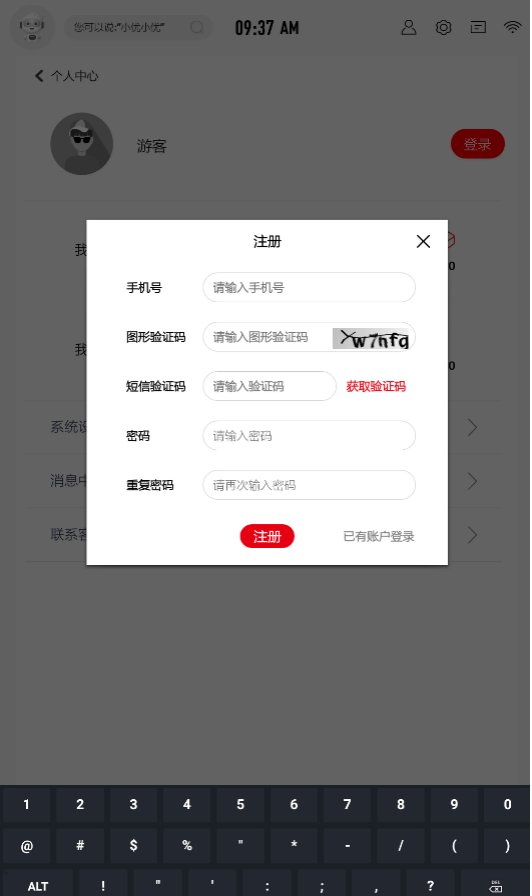 您可以说:"小优小优"
09:37 AM
个人中心
游客
登录
注册
我
0
手机号 请输入手机号
图形验证码 请输入图形验证码 w7nfq
我
0
短信验证码 请输入验证码 获取验证码
系统设
密码 请输入密码
消息中
重复密码 请再次输入密码
联系客
注册 已有账户登录
1 2 3 4 5 6 7 8 9 0
@ # $ % " * - / ( )
ALT ! " ' : ; , ? DEL